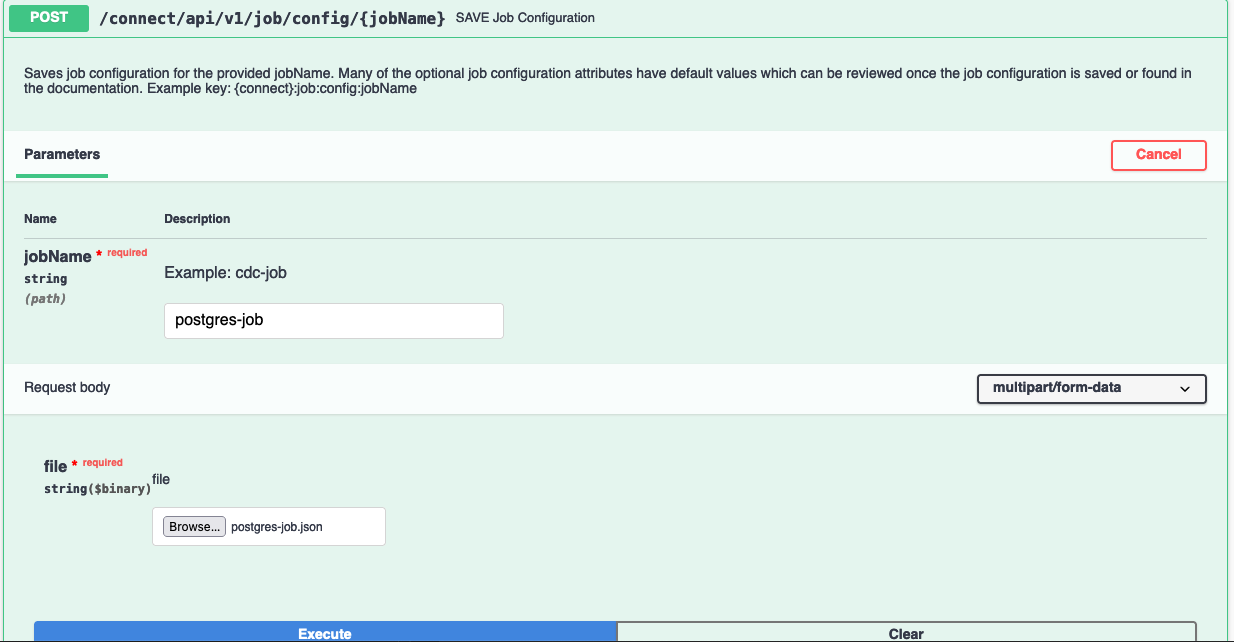 POST /connect/api/v1/job/config/{jobName} SAVE Job Configuration
Saves job configuration for the provided jobName. Many of the optional job configuration attributes have default values which can be reviewed once the job configuration is saved or found in
the documentation. Example key: {connect}:job:config:jobName
Parameters Cancel
Name Description
jobName * required
string
(path)
Example: cdc-job
postgres-job
Request body multipart/form-data
file * required
string($binary)
file
Browse... postgres-job.json
Execute Clear